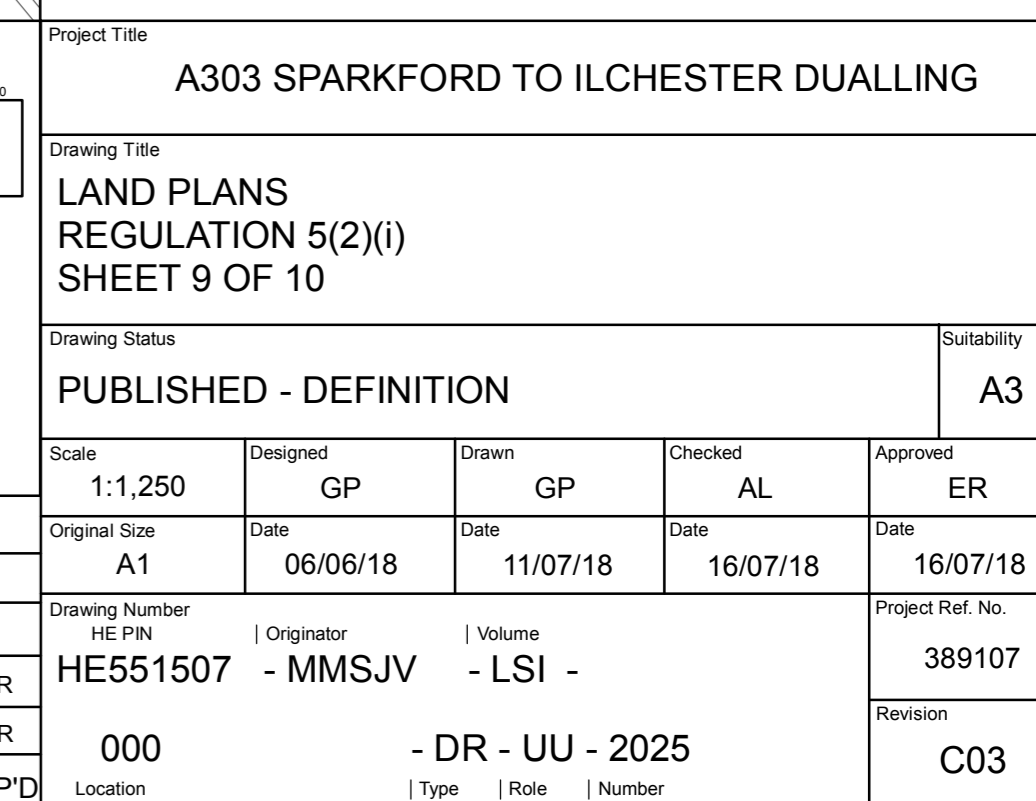 0
Project Title
A303 SPARKFORD TO ILCHESTER DUALLING
Drawing Title
LAND PLANS
REGULATION 5(2)(i)
SHEET 9 OF 10
Drawing Status
Suitability
PUBLISHED - DEFINITION
A3
Scale
Designed
Drawn
Checked
Approved
1:1,250
GP
GP
AL
ER
Original Size
Date
Date
Date
Date
A1
06/06/18
11/07/18
16/07/18
16/07/18
Drawing Number
Project Ref. No.
HE PIN | Originator | Volume
HE551507 - MMSJV - LSI -
389107
R
Revision
R
000 - DR - UU - 2025
C03
P'D
Location | Type | Role | Number